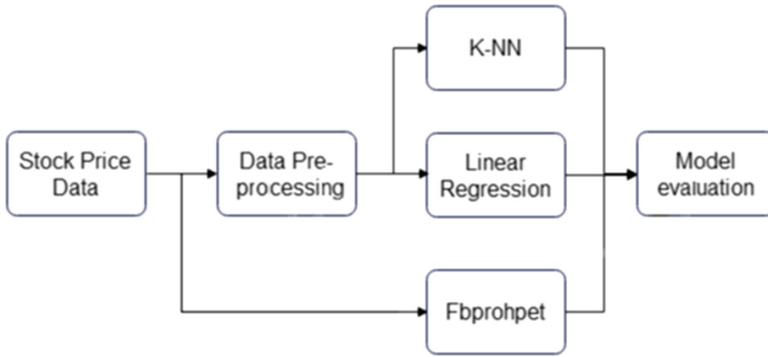 K-NN
Stock Price
Data
Data Pre-
processing
Linear
Regression
Model
evaluation
Fbprohpet